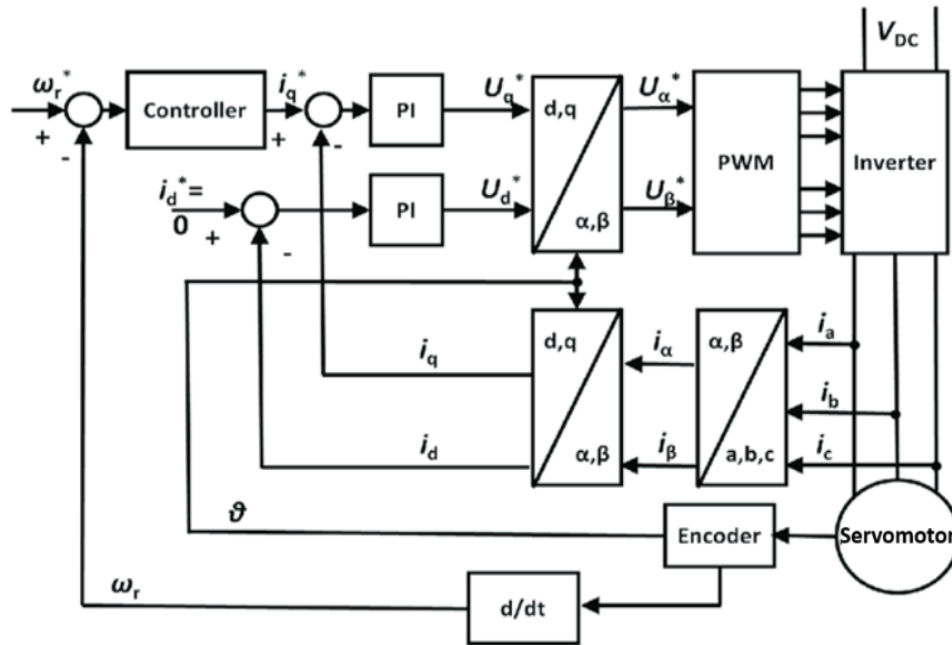 V_DC
ω_r^*
Controller
i_q^*
PI
U_q^*
d,q
α,β
U_α^*
PWM
Inverter
+
-
+
-
i_d^*=
0
+
-
PI
U_d^*
U_β^*
i_q
i_d
d,q
α,β
i_α
i_β
α,β
a,b,c
i_a
i_b
i_c
ϑ
Encoder
Servomotor
ω_r
d/dt